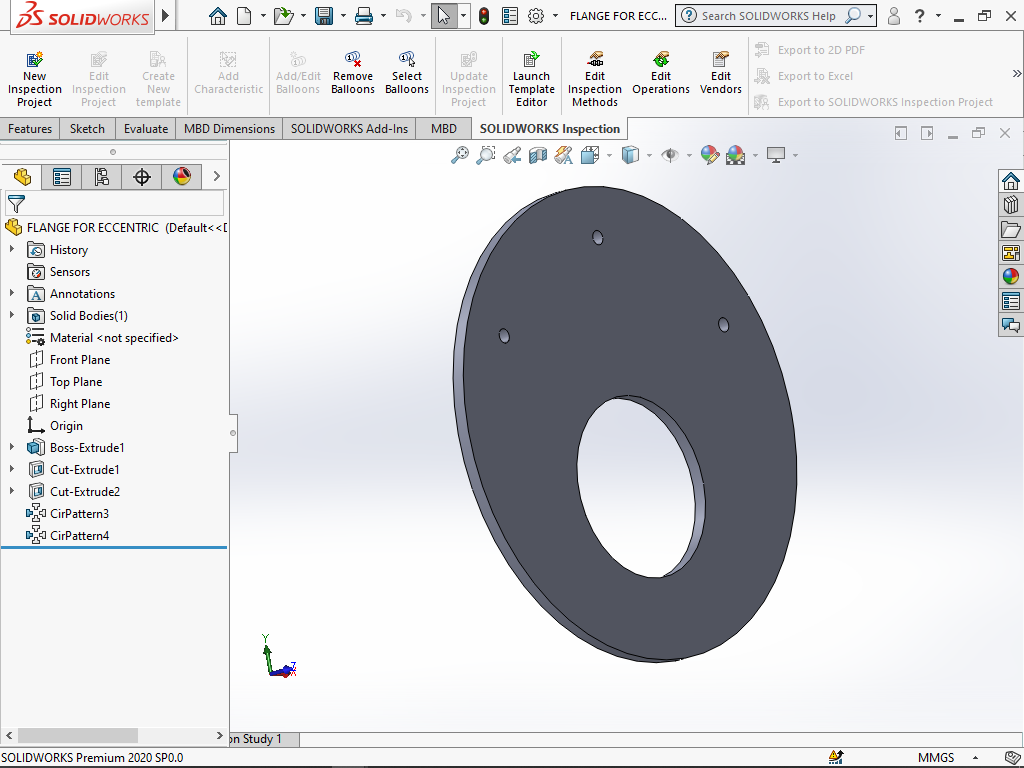 SOLIDWORKS
FLANGE FOR ECC...
Search SOLIDWORKS Help
?
New Inspection Project
Edit Inspection Project
Create New template
Add Characteristic
Add/Edit Balloons
Remove Balloons
Select Balloons
Update Inspection Project
Launch Template Editor
Edit Inspection Methods
Edit Operations
Edit Vendors
Export to 2D PDF
Export to Excel
Export to SOLIDWORKS Inspection Project
Features
Sketch
Evaluate
MBD Dimensions
SOLIDWORKS Add-Ins
MBD
SOLIDWORKS Inspection
FLANGE FOR ECCENTRIC (Default<<D
History
Sensors
Annotations
Solid Bodies(1)
Material <not specified>
Front Plane
Top Plane
Right Plane
Origin
Boss-Extrude1
Cut-Extrude1
Cut-Extrude2
CirPattern3
CirPattern4
Y
Z
X
on Study 1
SOLIDWORKS Premium 2020 SP0.0
MMGS